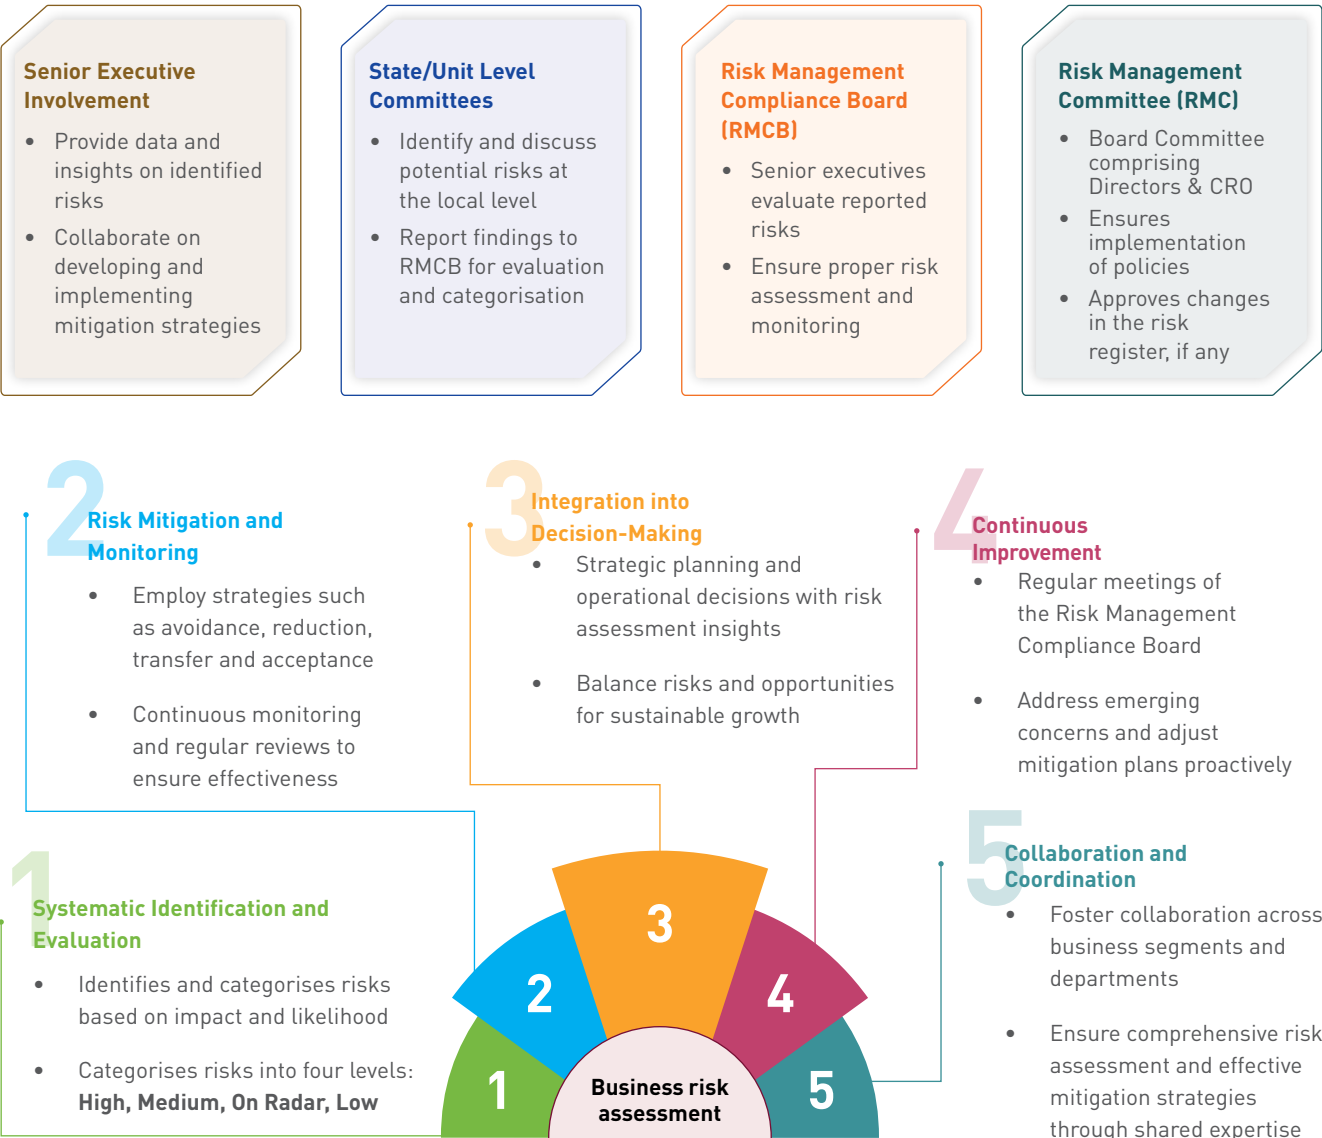 Senior Executive
Involvement
• Provide data and
insights on identified
risks
• Collaborate on
developing and
implementing
mitigation strategies
State/Unit Level
Committees
• Identify and discuss
potential risks at
the local level
• Report findings to
RMCB for evaluation
and categorisation
Risk Management
Compliance Board
(RMCB)
• Senior executives
evaluate reported
risks
• Ensure proper risk
assessment and
monitoring
Risk Management
Committee (RMC)
• Board Committee
comprising
Directors & CRO
• Ensures
implementation
of policies
• Approves changes
in the risk
register, if any
1
Systematic Identification and
Evaluation
• Identifies and categorises risks
based on impact and likelihood
• Categorises risks into four levels:
High, Medium, On Radar, Low
2
Risk Mitigation and
Monitoring
• Employ strategies such
as avoidance, reduction,
transfer and acceptance
• Continuous monitoring
and regular reviews to
ensure effectiveness
3
Integration into
Decision-Making
• Strategic planning and
operational decisions with risk
assessment insights
• Balance risks and opportunities
for sustainable growth
4
Continuous
Improvement
• Regular meetings of
the Risk Management
Compliance Board
• Address emerging
concerns and adjust
mitigation plans proactively
5
Collaboration and
Coordination
• Foster collaboration across
business segments and
departments
• Ensure comprehensive risk
assessment and effective
mitigation strategies
through shared expertise
1
2
3
4
5
Business risk
assessment